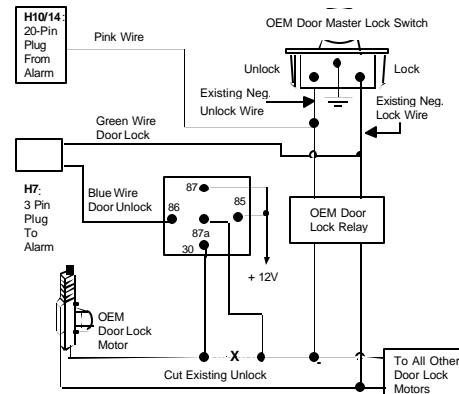 H10/14:
20-Pin
Plug
From
Alarm
Pink Wire
OEM Door Master Lock Switch
Unlock
Lock
Existing Neg.
Unlock Wire
Existing Neg.
Lock Wire
Green Wire
Door Lock
H7:
3 Pin
Plug
To
Alarm
Blue Wire
Door Unlock
87
86
85
87a
30
+ 12V
OEM Door
Lock Relay
OEM
Door Lock
Motor
X
Cut Existing Unlock
To All Other
Door Lock
Motors